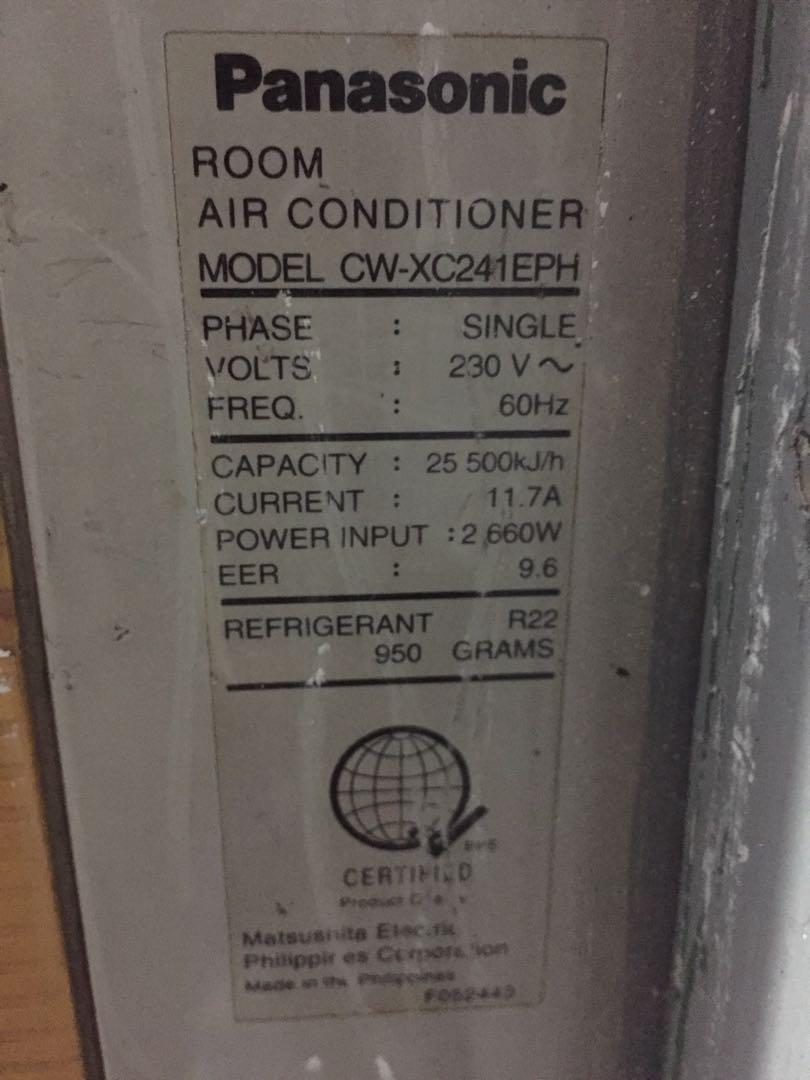 Panasonic
ROOM
AIR CONDITIONER
MODEL CW-XC241EPH
PHASE : SINGLE
VOLTS : 230 V ~
FREQ. : 60Hz
CAPACITY : 25 500kJ/h
CURRENT : 11.7A
POWER INPUT : 2 660W
EER : 9.6
REFRIGERANT R22
950 GRAMS
CERTIFIED
Product
Matsushita Electric
Philippines Corporation
Made in the Philippines